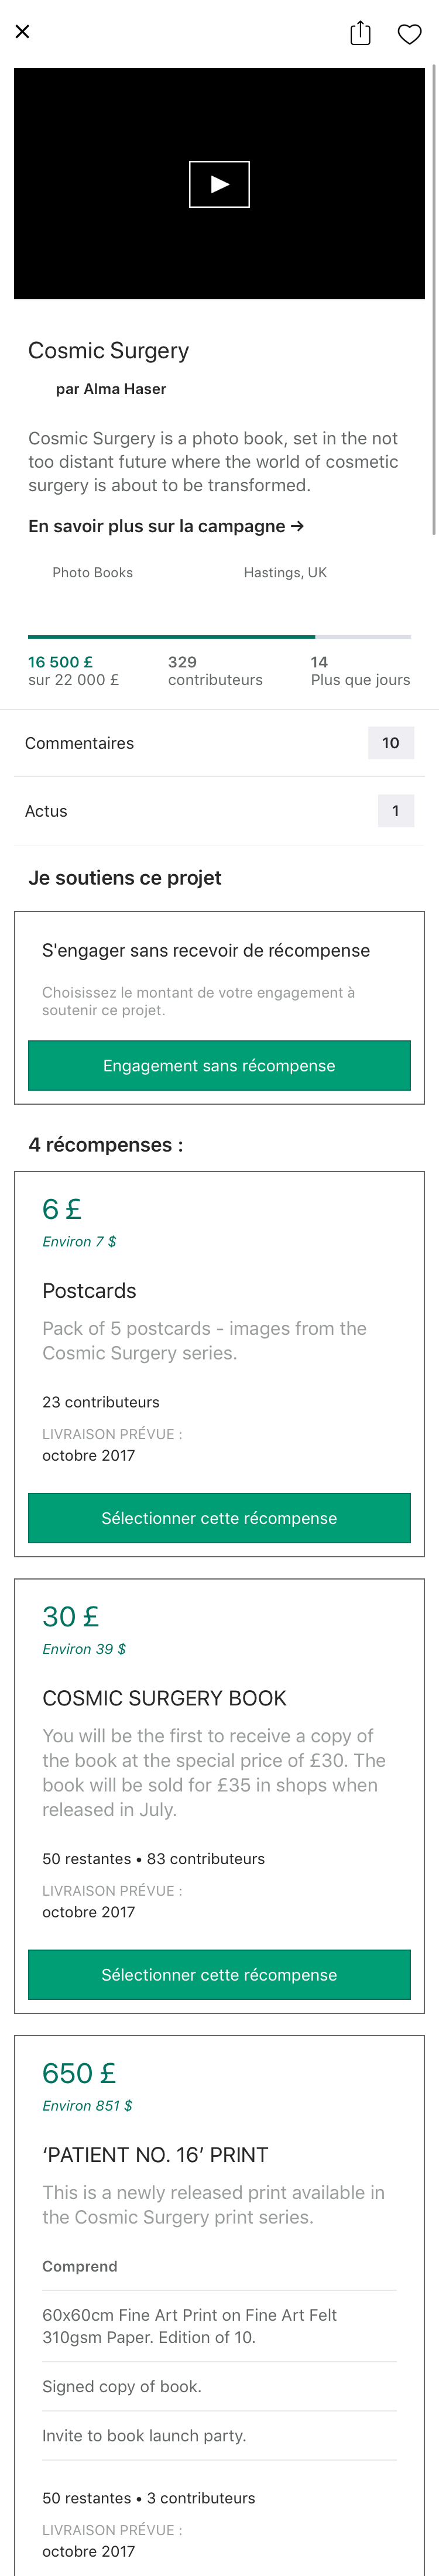 Cosmic Surgery
par Alma Haser
Cosmic Surgery is a photo book, set in the not
too distant future where the world of cosmetic
surgery is about to be transformed.
En savoir plus sur la campagne →
Photo Books Hastings, UK
16 500 £ 329 14
sur 22 000 £ contributeurs Plus que jours
Commentaires 10
Actus 1
Je soutiens ce projet
S'engager sans recevoir de récompense
Choisissez le montant de votre engagement à
soutenir ce projet.
Engagement sans récompense
4 récompenses :
6 £
Environ 7 $
Postcards
Pack of 5 postcards - images from the
Cosmic Surgery series.
23 contributeurs
LIVRAISON PRÉVUE :
octobre 2017
Sélectionner cette récompense
30 £
Environ 39 $
COSMIC SURGERY BOOK
You will be the first to receive a copy of
the book at the special price of £30. The
book will be sold for £35 in shops when
released in July.
50 restantes • 83 contributeurs
LIVRAISON PRÉVUE :
octobre 2017
Sélectionner cette récompense
650 £
Environ 851 $
‘PATIENT NO. 16’ PRINT
This is a newly released print available in
the Cosmic Surgery print series.
Comprend
60x60cm Fine Art Print on Fine Art Felt
310gsm Paper. Edition of 10.
Signed copy of book.
Invite to book launch party.
50 restantes • 3 contributeurs
LIVRAISON PRÉVUE :
octobre 2017